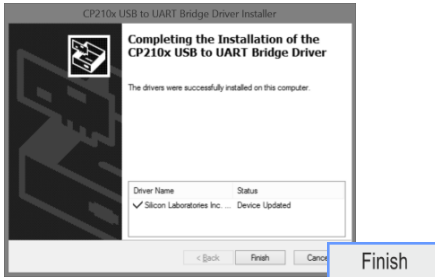 CP210x USB to UART Bridge Driver Installer
Completing the Installation of the
CP210x USB to UART Bridge Driver
The drivers were successfully installed on this computer.
Driver Name Status
Silicon Laboratories Inc. ... Device Updated
< Back Finish Cance
Finish